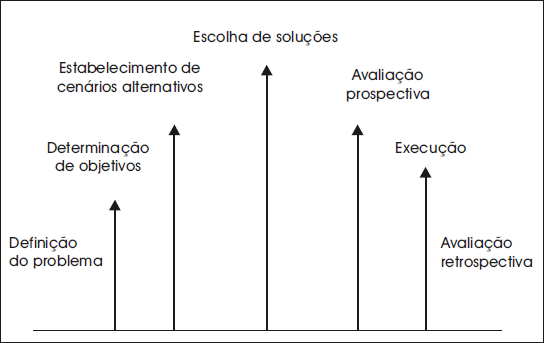 Escolha de soluções
Estabelecimento de
cenários alternativos
Avaliação
prospectiva
Determinação
de objetivos
Execução
Definição
do problema
Avaliação
retrospectiva